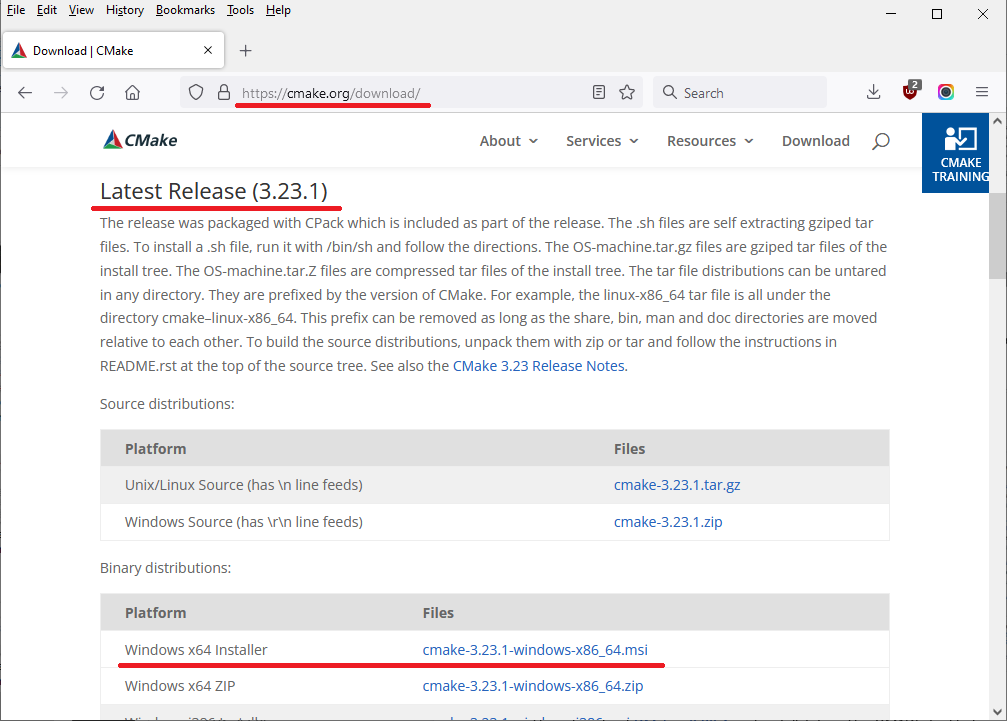 File Edit View History Bookmarks Tools Help
Download | CMake
https://cmake.org/download/
Search
2
CMake
About
Services
Resources
Download
CMAKE
TRAINING
Latest Release (3.23.1)
The release was packaged with CPack which is included as part of the release. The .sh files are self extracting gziped tar
files. To install a .sh file, run it with /bin/sh and follow the directions. The OS-machine.tar.gz files are gziped tar files of the
install tree. The OS-machine.tar.Z files are compressed tar files of the install tree. The tar file distributions can be untared
in any directory. They are prefixed by the version of CMake. For example, the linux-x86_64 tar file is all under the
directory cmake–linux-x86_64. This prefix can be removed as long as the share, bin, man and doc directories are moved
relative to each other. To build the source distributions, unpack them with zip or tar and follow the instructions in
README.rst at the top of the source tree. See also the CMake 3.23 Release Notes.
Source distributions:
Platform Files
Unix/Linux Source (has \n line feeds) cmake-3.23.1.tar.gz
Windows Source (has \r\n line feeds) cmake-3.23.1.zip
Binary distributions:
Platform Files
Windows x64 Installer cmake-3.23.1-windows-x86_64.msi
Windows x64 ZIP cmake-3.23.1-windows-x86_64.zip